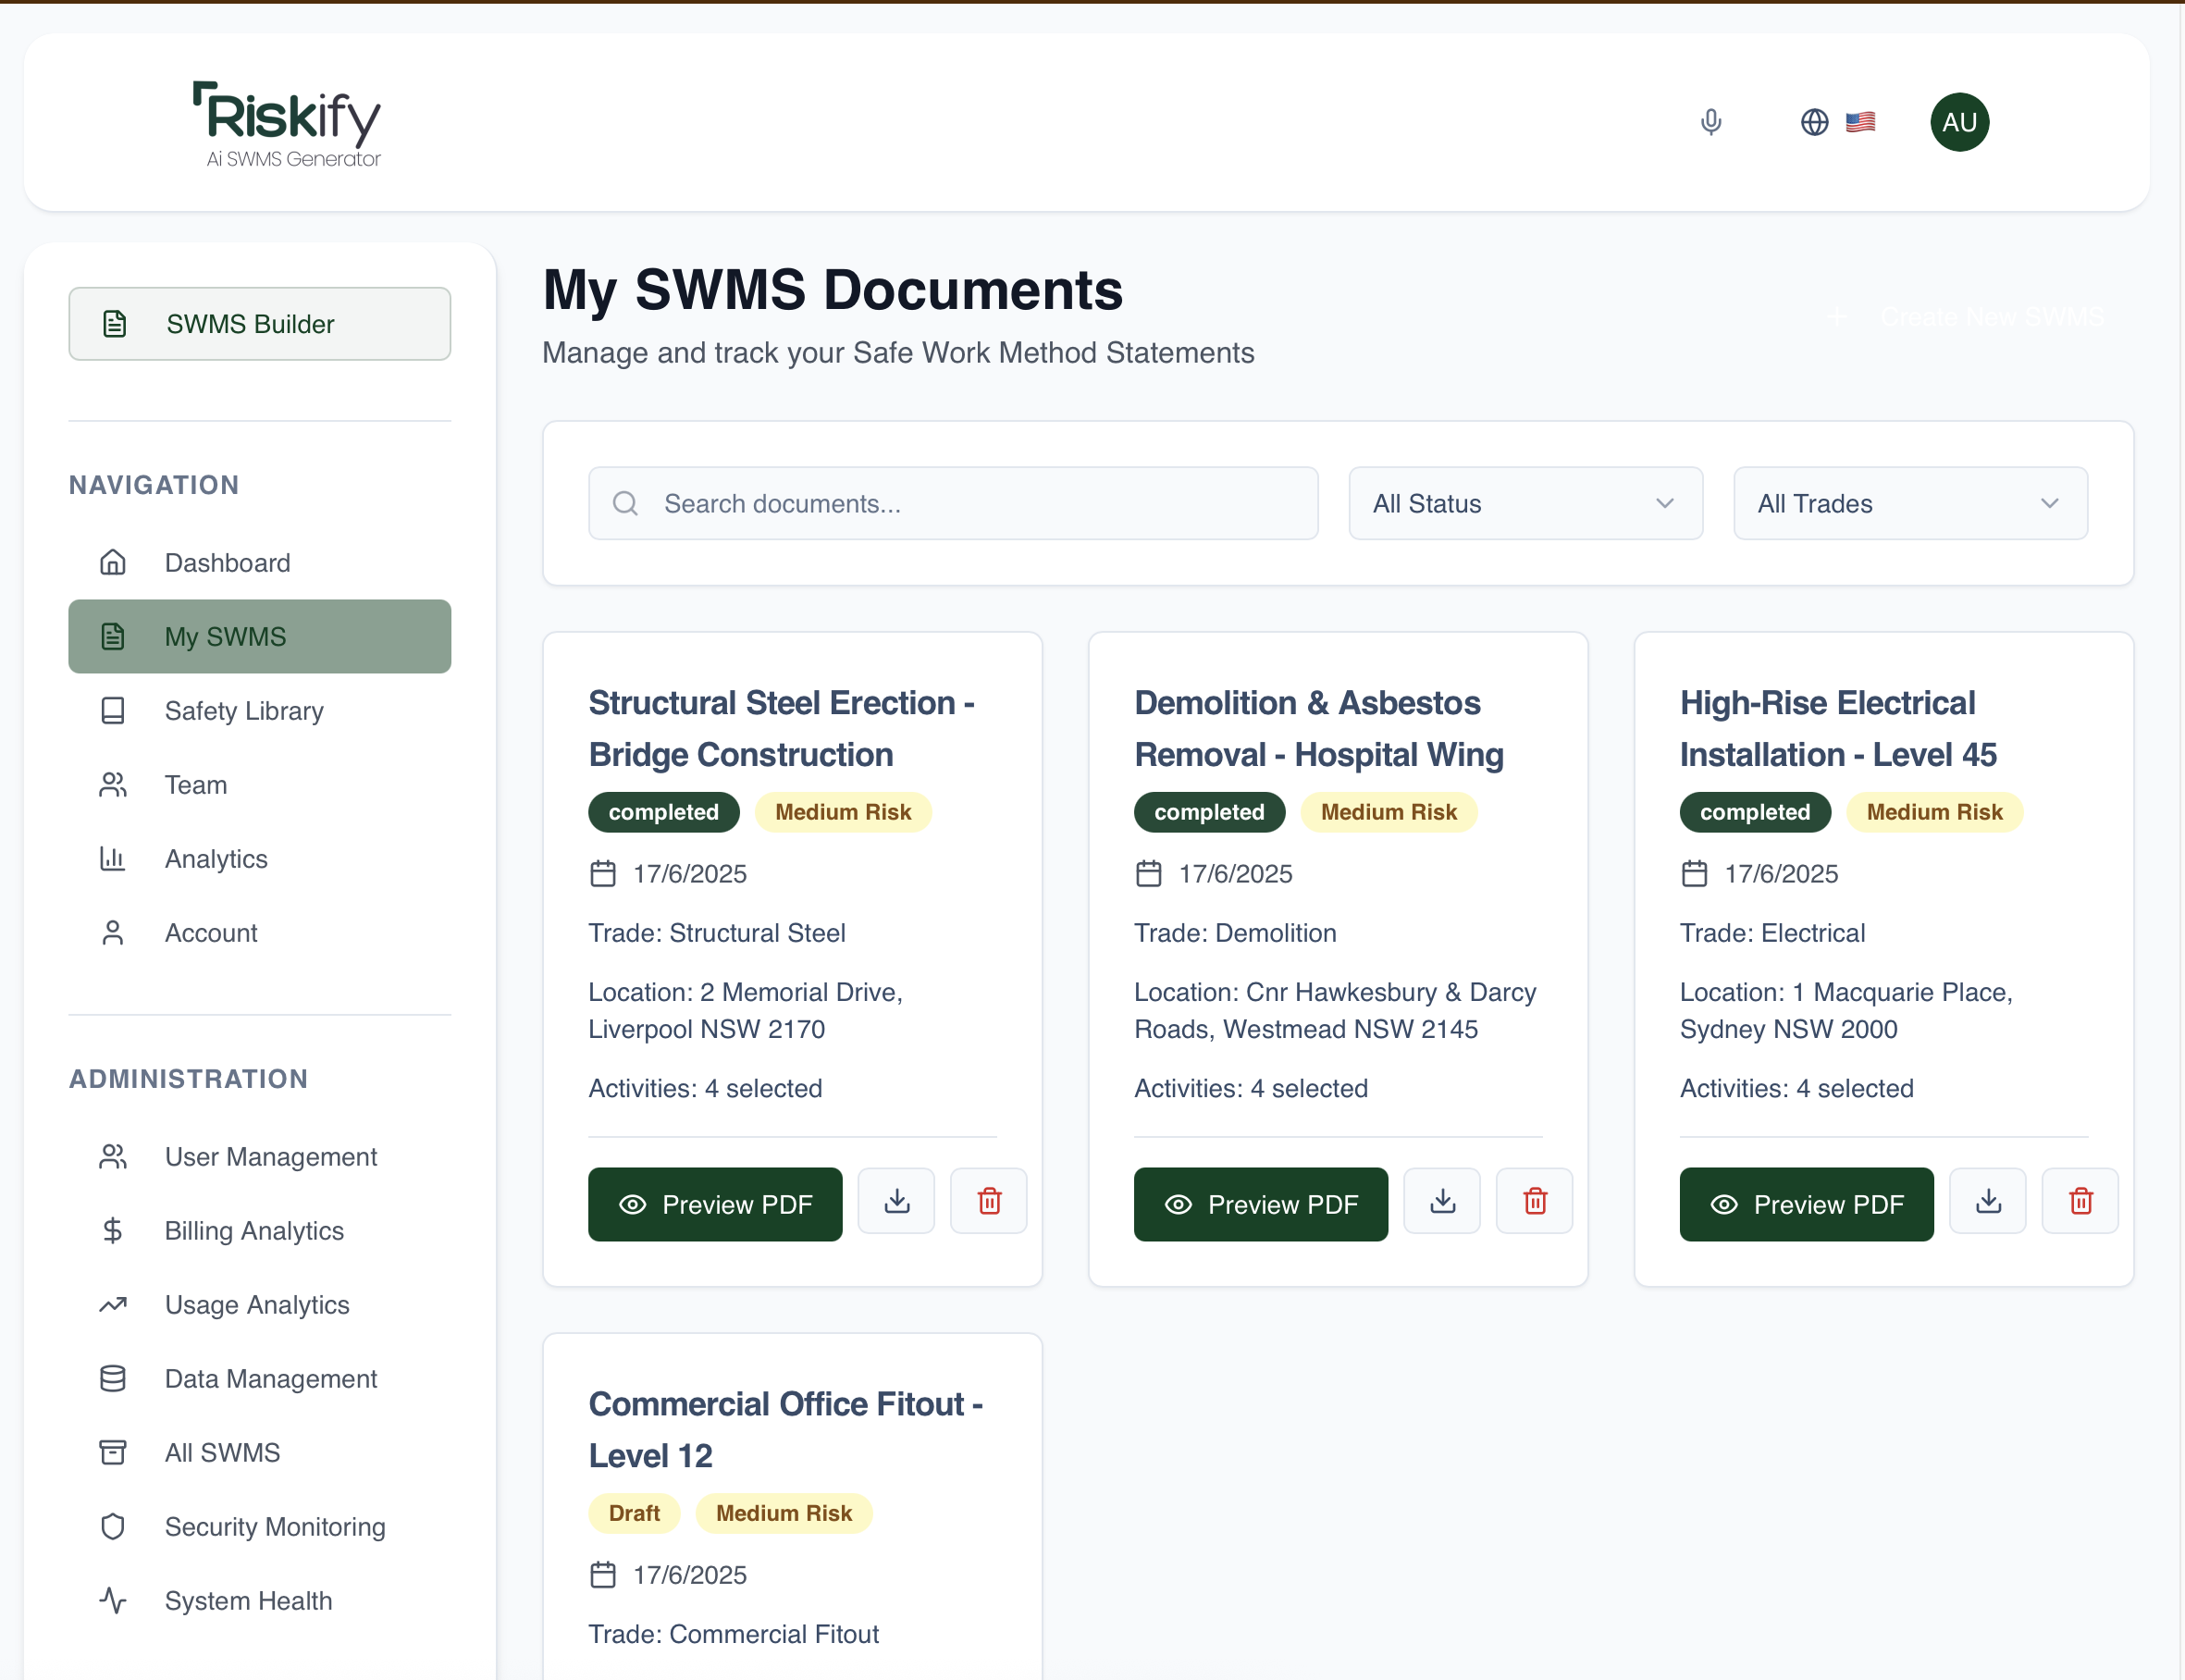 Riskify
Ai SWMS Generator
AU
SWMS Builder
NAVIGATION
Dashboard
My SWMS
Safety Library
Team
Analytics
Account
ADMINISTRATION
User Management
Billing Analytics
Usage Analytics
Data Management
All SWMS
Security Monitoring
System Health
My SWMS Documents
Create New SWMS
Manage and track your Safe Work Method Statements
Search documents...
All Status
All Trades
Structural Steel Erection -
Bridge Construction
completed Medium Risk
17/6/2025
Trade: Structural Steel
Location: 2 Memorial Drive,
Liverpool NSW 2170
Activities: 4 selected
Preview PDF
Demolition & Asbestos
Removal - Hospital Wing
completed Medium Risk
17/6/2025
Trade: Demolition
Location: Cnr Hawkesbury & Darcy
Roads, Westmead NSW 2145
Activities: 4 selected
Preview PDF
High-Rise Electrical
Installation - Level 45
completed Medium Risk
17/6/2025
Trade: Electrical
Location: 1 Macquarie Place,
Sydney NSW 2000
Activities: 4 selected
Preview PDF
Commercial Office Fitout -
Level 12
Draft Medium Risk
17/6/2025
Trade: Commercial Fitout